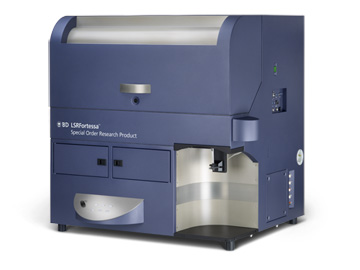 BD LSRFortessa™
Special Order Research Product